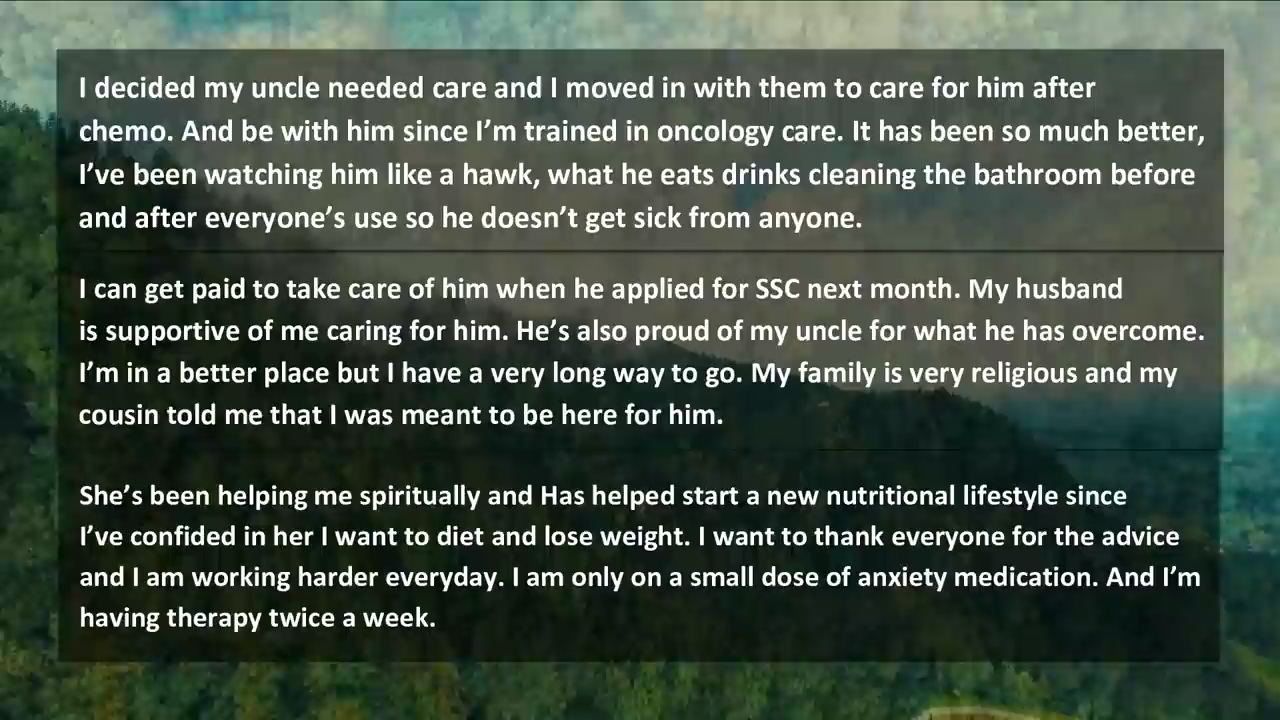 I decided my uncle needed care and I moved in with them to care for him after
chemo. And be with him since I’m trained in oncology care. It has been so much better,
I’ve been watching him like a hawk, what he eats drinks cleaning the bathroom before
and after everyone’s use so he doesn’t get sick from anyone.
I can get paid to take care of him when he applied for SSC next month. My husband
is supportive of me caring for him. He’s also proud of my uncle for what he has overcome.
I’m in a better place but I have a very long way to go. My family is very religious and my
cousin told me that I was meant to be here for him.
She’s been helping me spiritually and Has helped start a new nutritional lifestyle since
I’ve confided in her I want to diet and lose weight. I want to thank everyone for the advice
and I am working harder everyday. I am only on a small dose of anxiety medication. And I’m
having therapy twice a week.